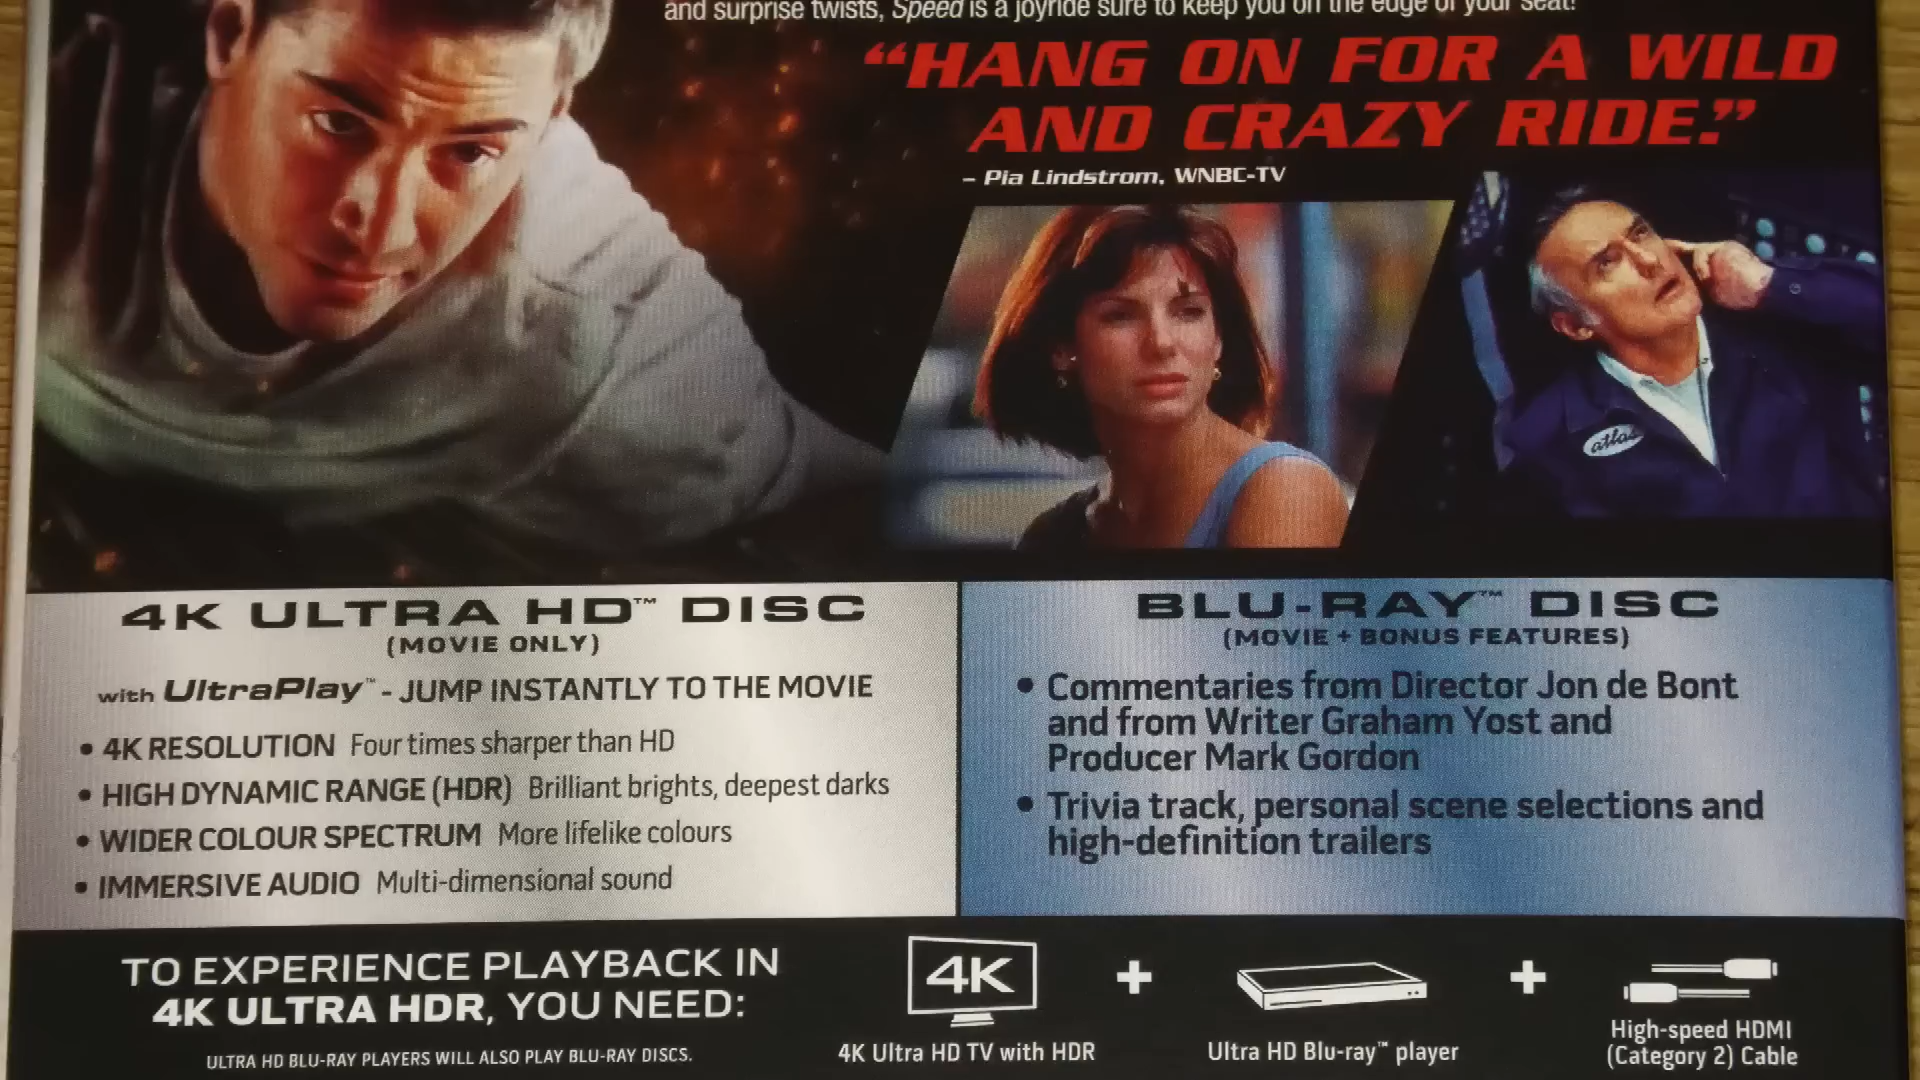 and surprise twists, Speed is a joyride sure to keep you on the edge of your seat!
“HANG ON FOR A WILD
AND CRAZY RIDE.”
– Pia Lindstrom, WNBC-TV
atlas
4K ULTRA HD™ DISC
(MOVIE ONLY)
with UltraPlay™ - JUMP INSTANTLY TO THE MOVIE
• 4K RESOLUTION Four times sharper than HD
• HIGH DYNAMIC RANGE (HDR) Brilliant brights, deepest darks
• WIDER COLOUR SPECTRUM More lifelike colours
• IMMERSIVE AUDIO Multi-dimensional sound
BLU-RAY™ DISC
(MOVIE + BONUS FEATURES)
• Commentaries from Director Jon de Bont
and from Writer Graham Yost and
Producer Mark Gordon
• Trivia track, personal scene selections and
high-definition trailers
TO EXPERIENCE PLAYBACK IN
4K ULTRA HDR, YOU NEED:
ULTRA HD BLU-RAY PLAYERS WILL ALSO PLAY BLU-RAY DISCS.
4K
4K Ultra HD TV with HDR
+
Ultra HD Blu-ray™ player
+
High-speed HDMI
(Category 2) Cable